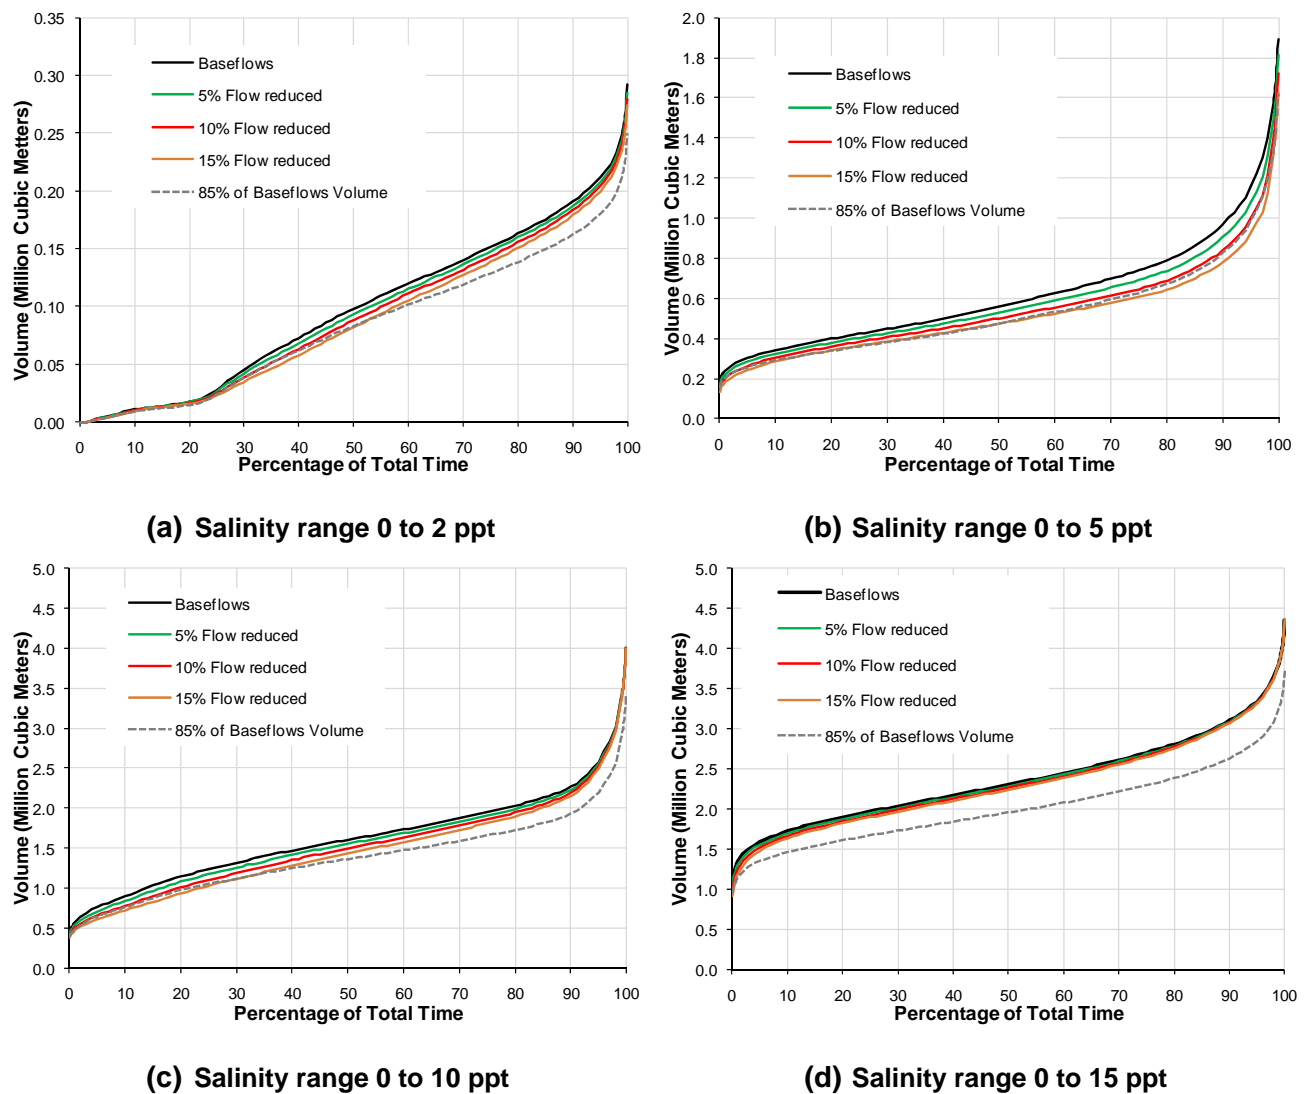 0.35
0.30
0.25
0.20
0.15
0.10
0.05
0.00
Volume (Million Cubic Metters)
Baseflows
5% Flow reduced
10% Flow reduced
15% Flow reduced
85% of Baseflows Volume
0 10 20 30 40 50 60 70 80 90 100
Percentage of Total Time
(a) Salinity range 0 to 2 ppt
2.0
1.8
1.6
1.4
1.2
1.0
0.8
0.6
0.4
0.2
0.0
Volume (Million Cubic Meters)
Baseflows
5% Flow reduced
10% Flow reduced
15% Flow reduced
85% of Baseflows Volume
0 10 20 30 40 50 60 70 80 90 100
Percentage of Total Time
(b) Salinity range 0 to 5 ppt
5.0
4.5
4.0
3.5
3.0
2.5
2.0
1.5
1.0
0.5
0.0
Volume (Million Cubic Meters)
Baseflows
5% Flow reduced
10% Flow reduced
15% Flow reduced
85% of Baseflows Volume
0 10 20 30 40 50 60 70 80 90 100
Percentage of Total Time
(c) Salinity range 0 to 10 ppt
5.0
4.5
4.0
3.5
3.0
2.5
2.0
1.5
1.0
0.5
0.0
Volume (Million Cubic Meters)
Baseflows
5% Flow reduced
10% Flow reduced
15% Flow reduced
85% of Baseflows Volume
0 10 20 30 40 50 60 70 80 90 100
Percentage of Total Time
(d) Salinity range 0 to 15 ppt